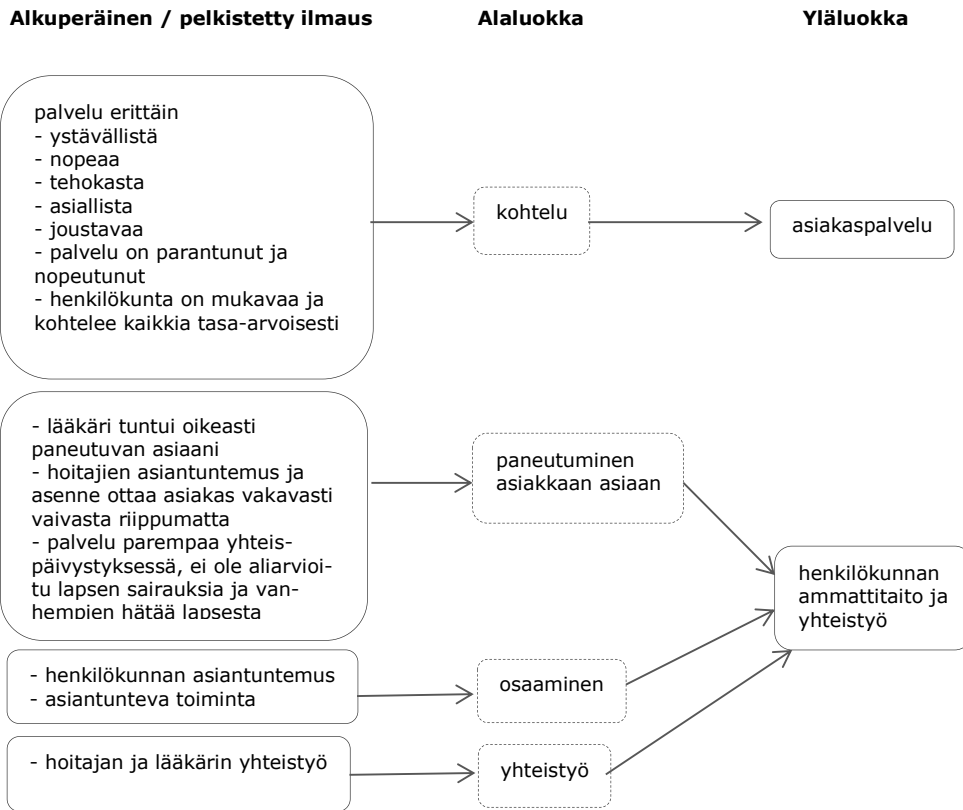 Alkuperäinen / pelkistetty ilmaus
Alaluokka
Yläluokka
palvelu erittäin
- ystävällistä
- nopeaa
- tehokasta
- asiallista
- joustavaa
- palvelu on parantunut ja
nopeutunut
- henkilökunta on mukavaa ja
kohtelee kaikkia tasa-arvoisesti
kohtelu
asiakaspalvelu
- lääkäri tuntui oikeasti
paneutuvan asiaani
- hoitajien asiantuntemus ja
asenne ottaa asiakas vakavasti
vaivasta riippumatta
- palvelu parempaa yhteis-
päivystyksessä, ei ole aliarvioi-
tu lapsen sairauksia ja van-
hempien hätää lapsesta
paneutuminen
asiakkaan asiaan
henkilökunnan
ammattitaito ja
yhteistyö
- henkilökunnan asiantuntemus
- asiantunteva toiminta
osaaminen
- hoitajan ja lääkärin yhteistyö
yhteistyö